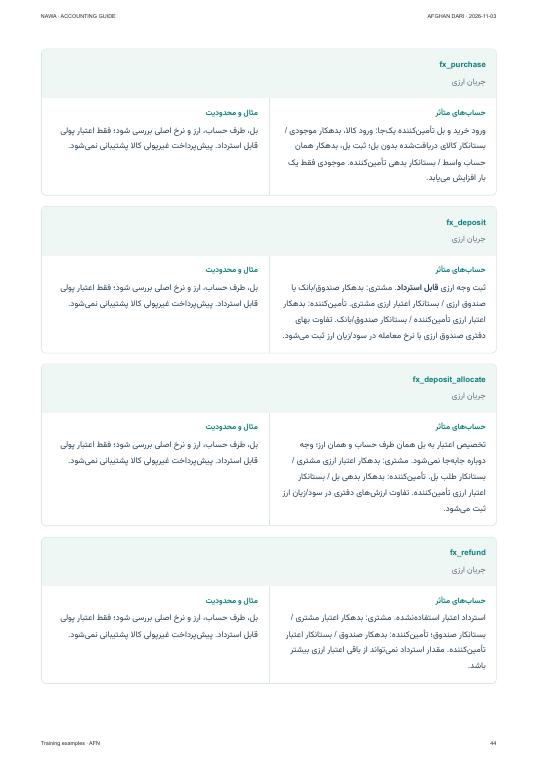 NAWA · ACCOUNTING GUIDE
AFGHAN DARI · 2026-11-03
fx_purchase
جریان ارزی
حساب‌های متأثر
ورود خرید و بل تأمین‌کننده یک‌جا: ورود کالا، بدهکار موجودی /
بستانکار کالای دریافت‌شده بدون بل؛ ثبت بل، بدهکار همان
حساب واسط / بستانکار بدهی تأمین‌کننده. موجودی فقط یک
بار افزایش می‌یابد.
مثال و محدودیت
بل، طرف حساب، ارز و نرخ اصلی بررسی شود؛ فقط اعتبار پولی
قابل استرداد. پیش‌پرداخت غیرپولی کالا پشتیبانی نمی‌شود.
fx_deposit
جریان ارزی
حساب‌های متأثر
ثبت وجه ارزی قابل استرداد. مشتری: بدهکار صندوق/بانک یا
صندوق ارزی / بستانکار اعتبار ارزی مشتری. تأمین‌کننده: بدهکار
اعتبار ارزی تأمین‌کننده / بستانکار صندوق/بانک. تفاوت بهای
دفتری صندوق ارزی با نرخ معامله در سود/زیان ارز ثبت می‌شود.
مثال و محدودیت
بل، طرف حساب، ارز و نرخ اصلی بررسی شود؛ فقط اعتبار پولی
قابل استرداد. پیش‌پرداخت غیرپولی کالا پشتیبانی نمی‌شود.
fx_deposit_allocate
جریان ارزی
حساب‌های متأثر
تخصیص اعتبار به بل همان طرف حساب و همان ارز؛ وجه
دوباره جابه‌جا نمی‌شود. مشتری: بدهکار اعتبار ارزی مشتری /
بستانکار طلب بل. تأمین‌کننده: بدهکار بدهی بل / بستانکار
اعتبار ارزی تأمین‌کننده. تفاوت ارزش‌های دفتری در سود/زیان ارز
ثبت می‌شود.
مثال و محدودیت
بل، طرف حساب، ارز و نرخ اصلی بررسی شود؛ فقط اعتبار پولی
قابل استرداد. پیش‌پرداخت غیرپولی کالا پشتیبانی نمی‌شود.
fx_refund
جریان ارزی
حساب‌های متأثر
استرداد اعتبار استفاده‌نشده. مشتری: بدهکار اعتبار مشتری /
بستانکار صندوق؛ تأمین‌کننده: بدهکار صندوق / بستانکار اعتبار
تأمین‌کننده. مقدار استرداد نمی‌تواند از باقی اعتبار ارزی بیشتر
باشد.
مثال و محدودیت
بل، طرف حساب، ارز و نرخ اصلی بررسی شود؛ فقط اعتبار پولی
قابل استرداد. پیش‌پرداخت غیرپولی کالا پشتیبانی نمی‌شود.
Training examples · AFN
44